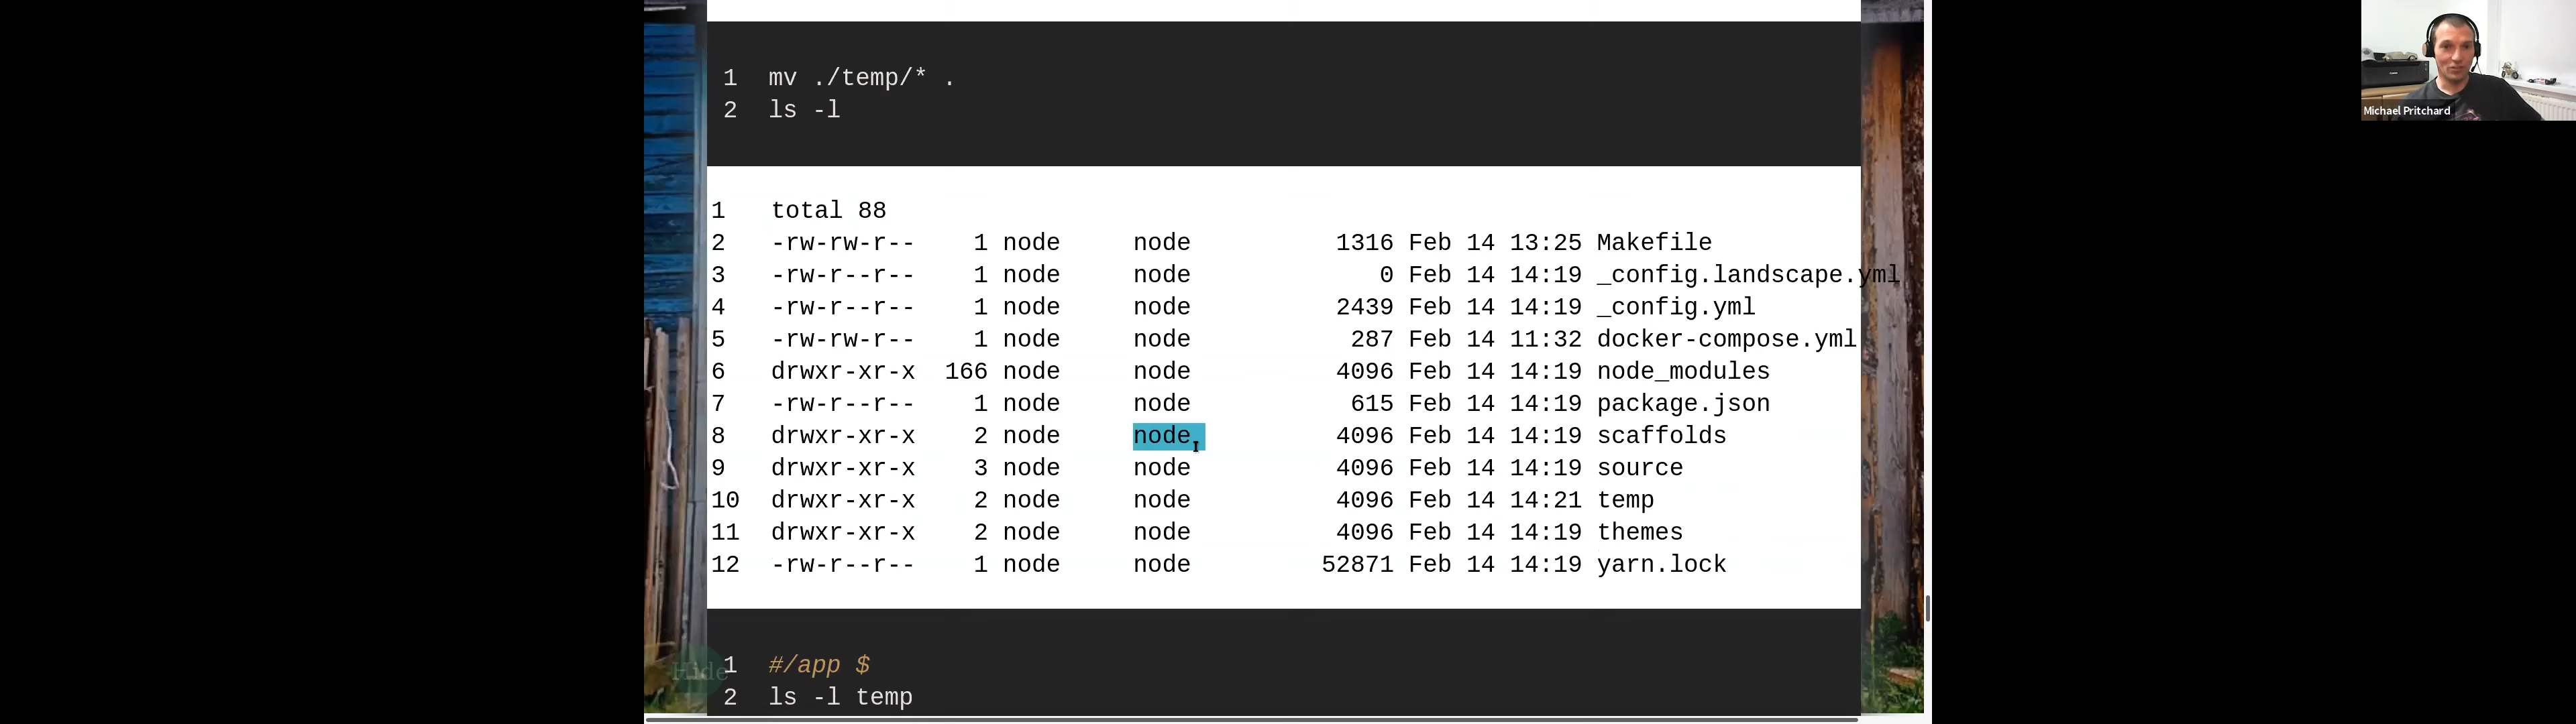 1 mv ./temp/* .
2 ls -l
Michael Pritchard
1 total 88
2 -rw-rw-r-- 1 node node 1316 Feb 14 13:25 Makefile
3 -rw-r--r-- 1 node node 0 Feb 14 14:19 _config.landscape.yml
4 -rw-r--r-- 1 node node 2439 Feb 14 14:19 _config.yml
5 -rw-rw-r-- 1 node node 287 Feb 14 11:32 docker-compose.yml
6 drwxr-xr-x 166 node node 4096 Feb 14 14:19 node_modules
7 -rw-r--r-- 1 node node 615 Feb 14 14:19 package.json
8 drwxr-xr-x 2 node node 4096 Feb 14 14:19 scaffolds
9 drwxr-xr-x 3 node node 4096 Feb 14 14:19 source
10 drwxr-xr-x 2 node node 4096 Feb 14 14:21 temp
11 drwxr-xr-x 2 node node 4096 Feb 14 14:19 themes
12 -rw-r--r-- 1 node node 52871 Feb 14 14:19 yarn.lock
Hide
1 #/app $
2 ls -l temp